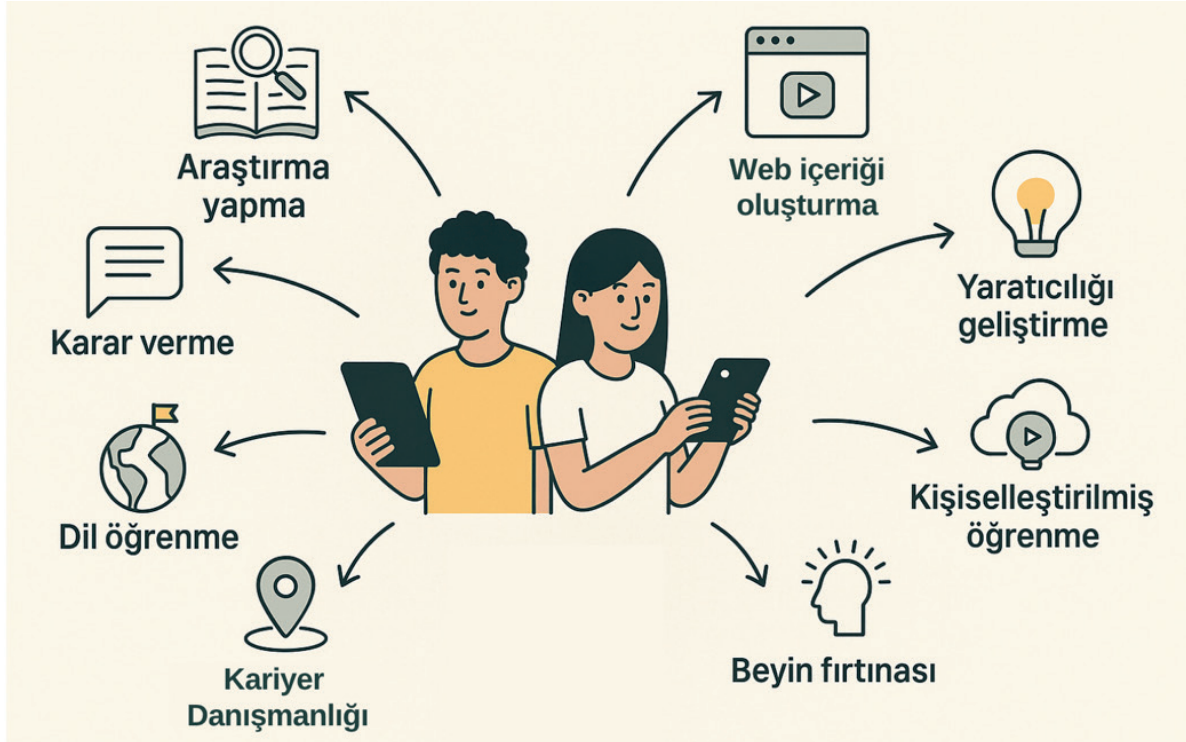 Araştırma
yapma
Web içeriği
oluşturma
Karar verme
Yaratıcılığı
geliştirme
Dil öğrenme
Kişiselleştirilmiş
öğrenme
Kariyer
Danışmanlığı
Beyin fırtınası